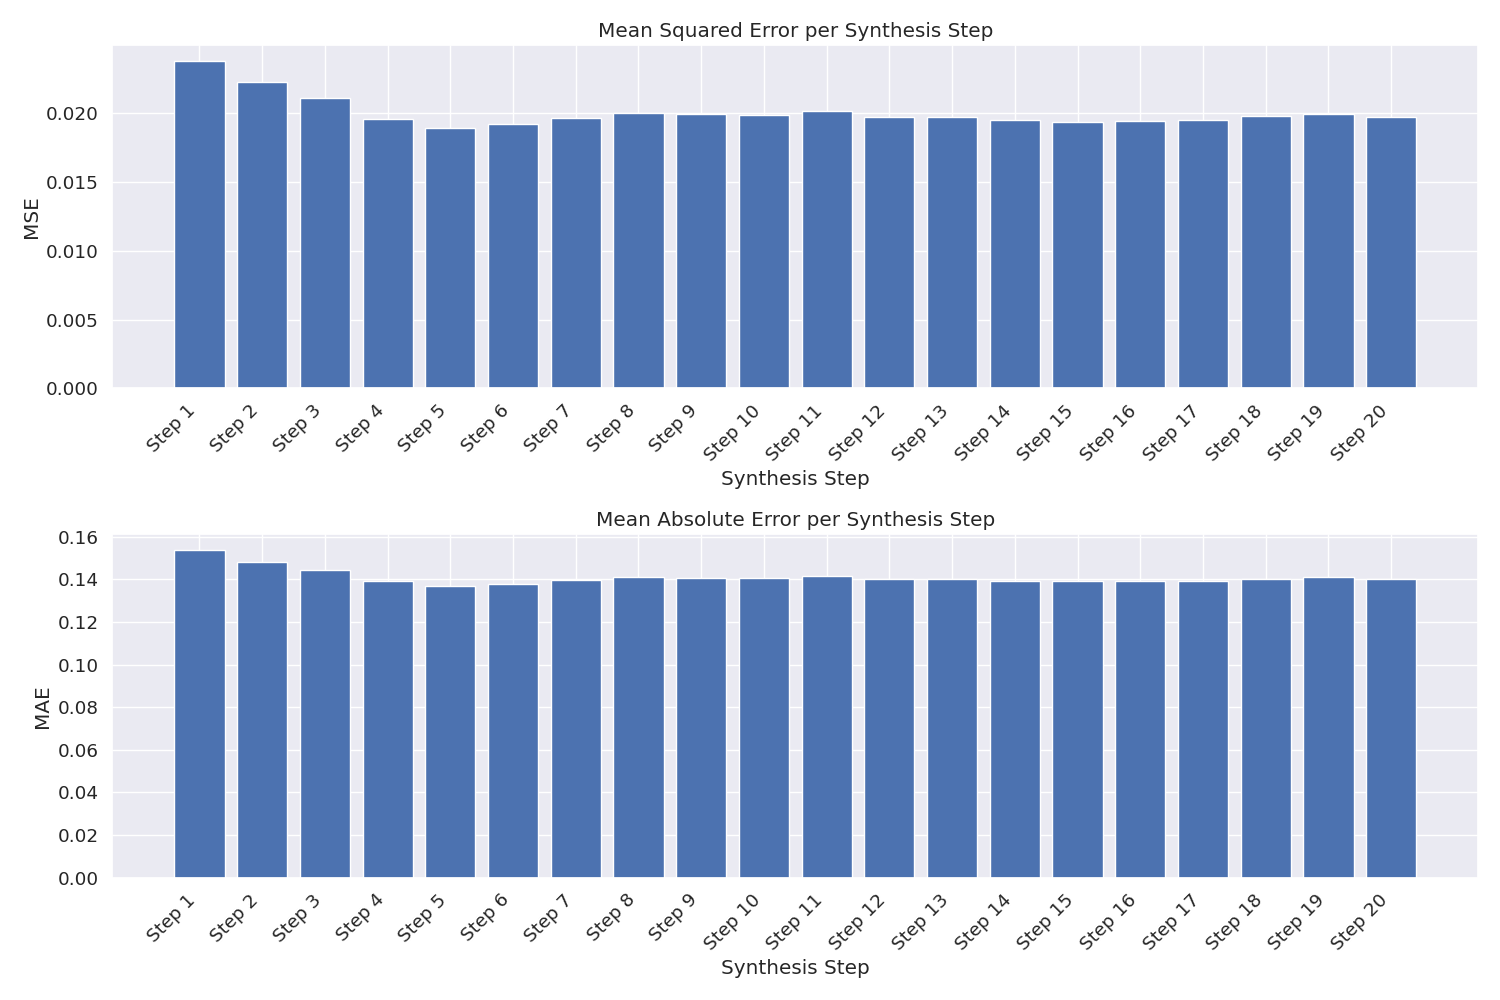 Mean Squared Error per Synthesis Step
MSE
0.020
0.015
0.010
0.005
0.000
Step 1
Step 2
Step 3
Step 4
Step 5
Step 6
Step 7
Step 8
Step 9
Step 10
Step 11
Step 12
Step 13
Step 14
Step 15
Step 16
Step 17
Step 18
Step 19
Step 20
Synthesis Step
Mean Absolute Error per Synthesis Step
MAE
0.16
0.14
0.12
0.10
0.08
0.06
0.04
0.02
0.00
Step 1
Step 2
Step 3
Step 4
Step 5
Step 6
Step 7
Step 8
Step 9
Step 10
Step 11
Step 12
Step 13
Step 14
Step 15
Step 16
Step 17
Step 18
Step 19
Step 20
Synthesis Step